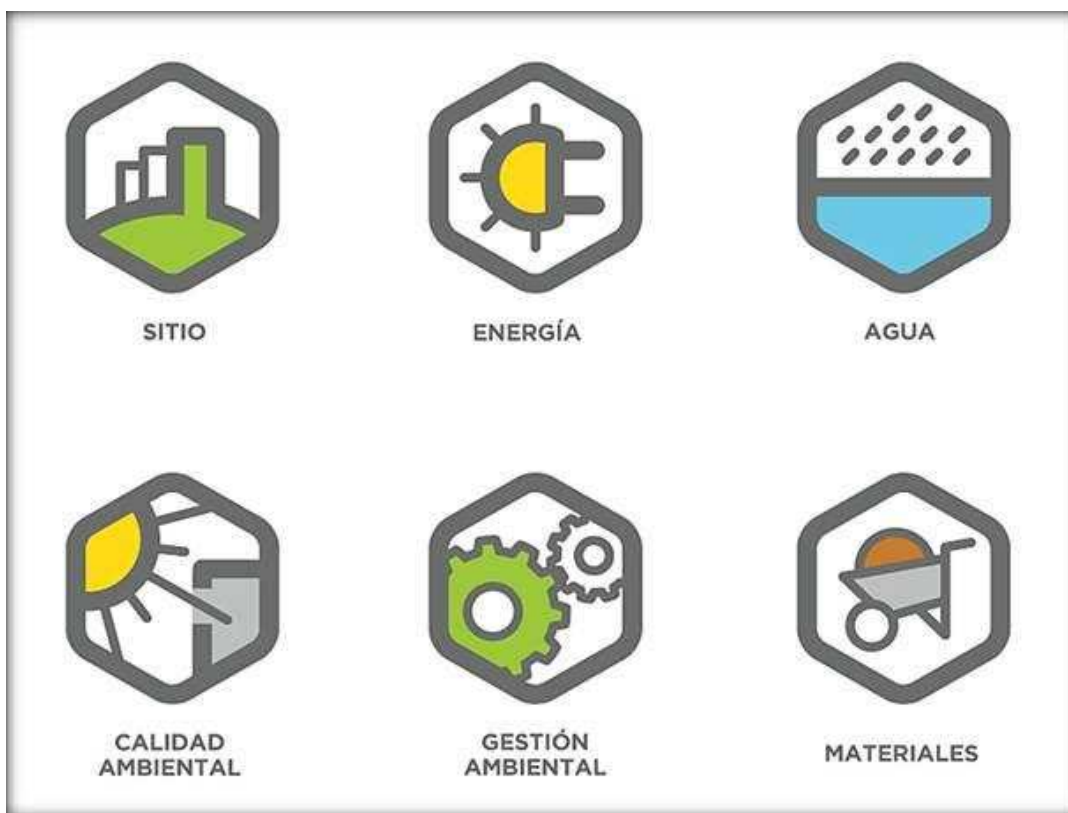 SITIO
ENERGÍA
AGUA
CALIDAD
AMBIENTAL
GESTIÓN
AMBIENTAL
MATERIALES